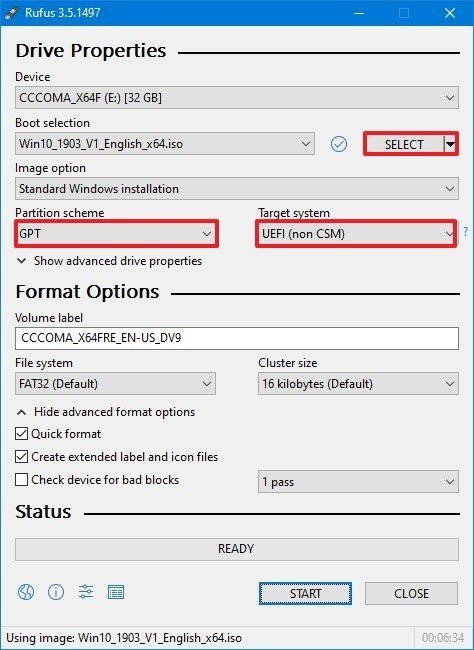 Rufus 3.5.1497
Drive Properties
Device
CCCOMA_X64F (E:) [32 GB]
Boot selection
Win10_1903_V1_English_x64.iso
SELECT
Image option
Standard Windows installation
Partition scheme
Target system
GPT
UEFI (non CSM)
?
Show advanced drive properties
Format Options
Volume label
CCCOMA_X64FRE_EN-US_DV9
File system
Cluster size
FAT32 (Default)
16 kilobytes (Default)
Hide advanced format options
Quick format
Create extended label and icon files
Check device for bad blocks
1 pass
Status
READY
START
CLOSE
Using image: Win10_1903_V1_English_x64.iso
00:06:34